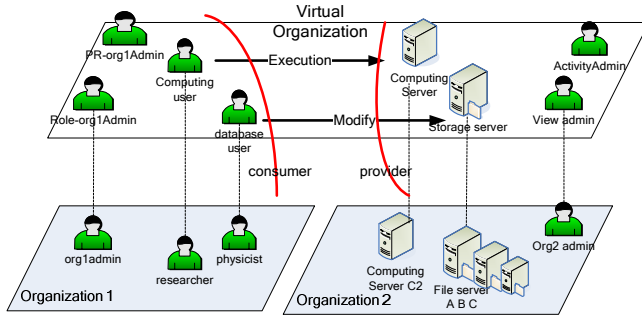 Virtual
Organization
PR-org1Admin
Computing
user
Execution
Computing
Server
ActivityAdmin
Role-org1Admin
database
user
Modify
Storage server
View admin
consumer
provider
org1admin
researcher
physicist
Organization 1
Computing
Server C2
File server
A B C
Org2 admin
Organization 2